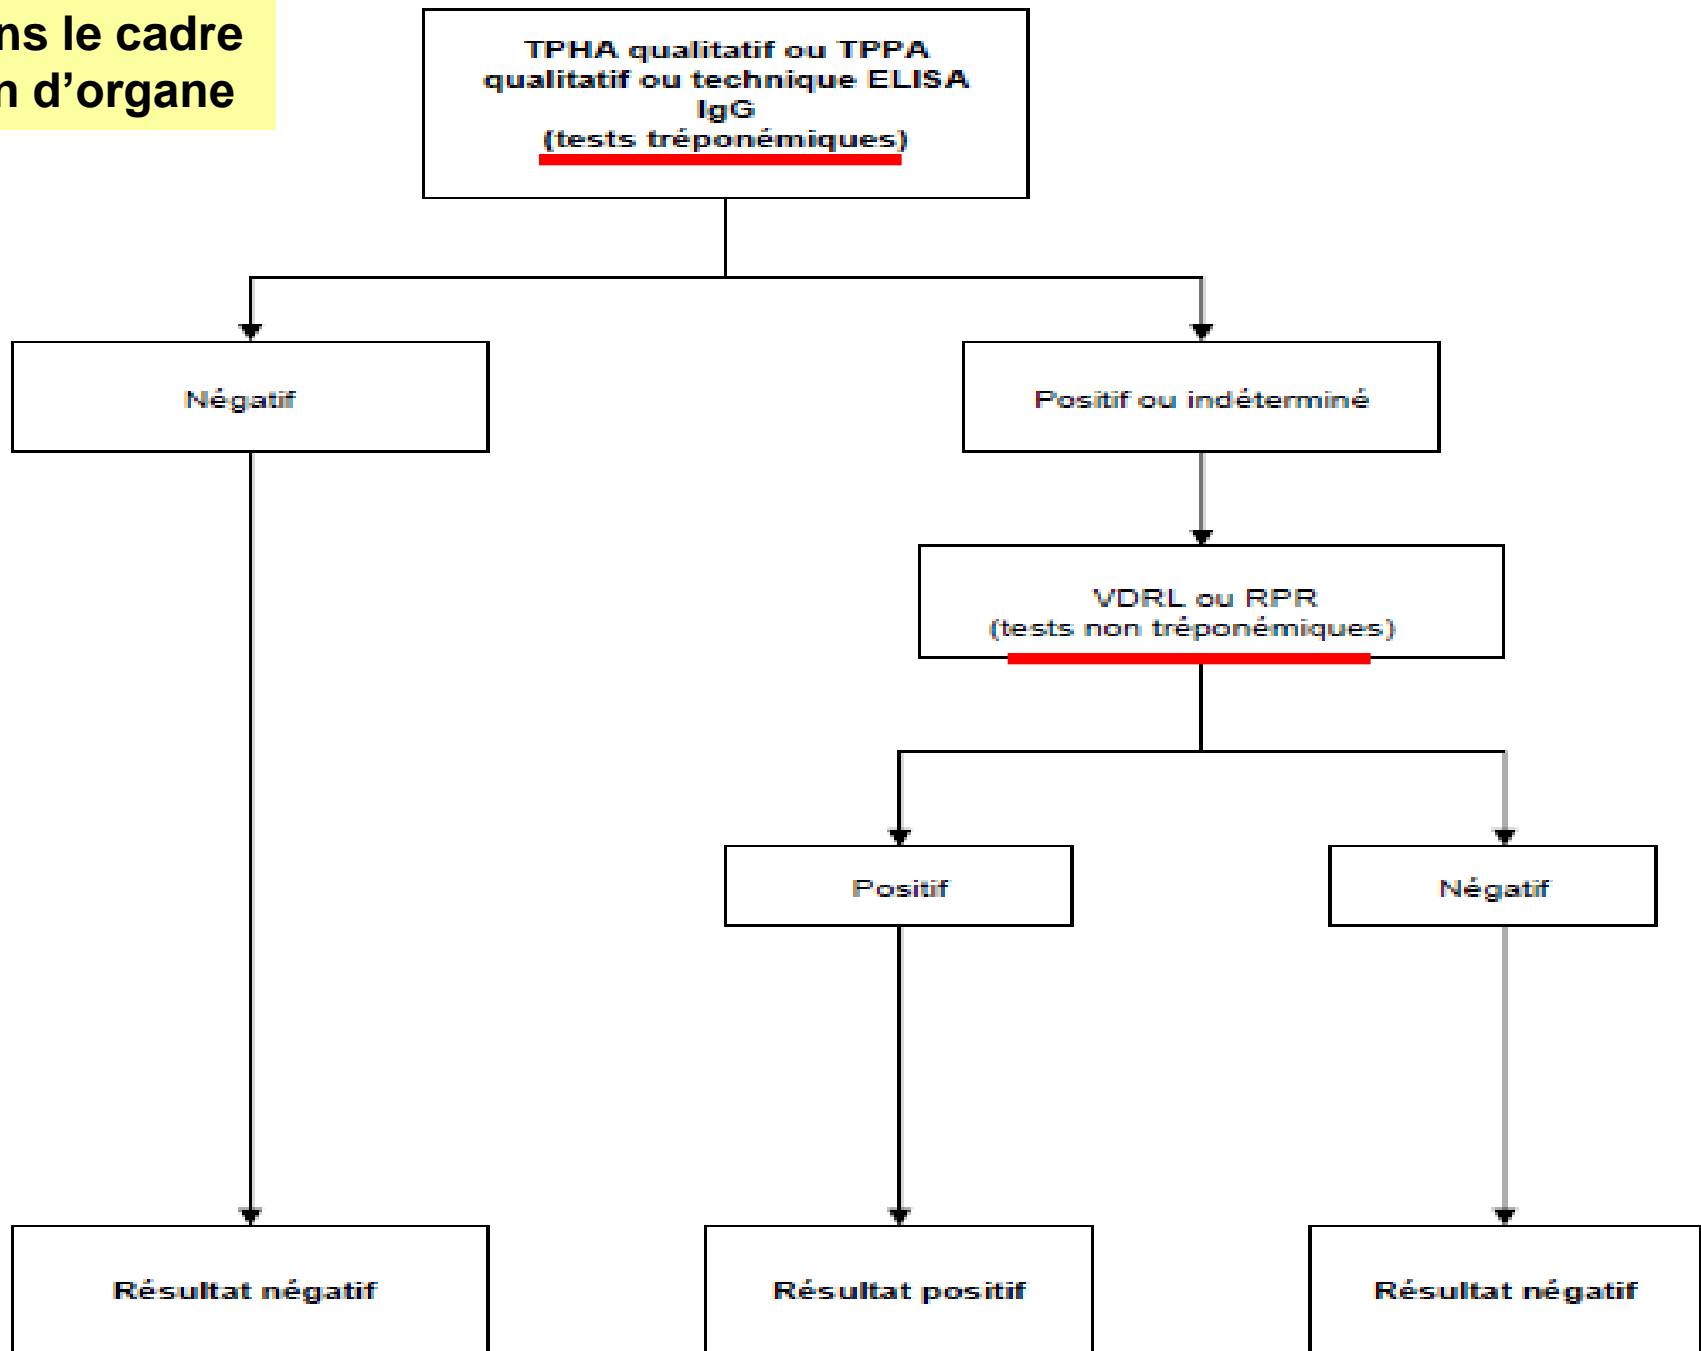 ns le cadre
n d’organe
TPHA qualitatif ou TPPA
qualitatif ou technique ELISA
IgG
(tests tréponémiques)
Négatif
Positif ou indéterminé
VDRL ou RPR
(tests non tréponémiques)
Positif
Négatif
Résultat négatif
Résultat positif
Résultat négatif